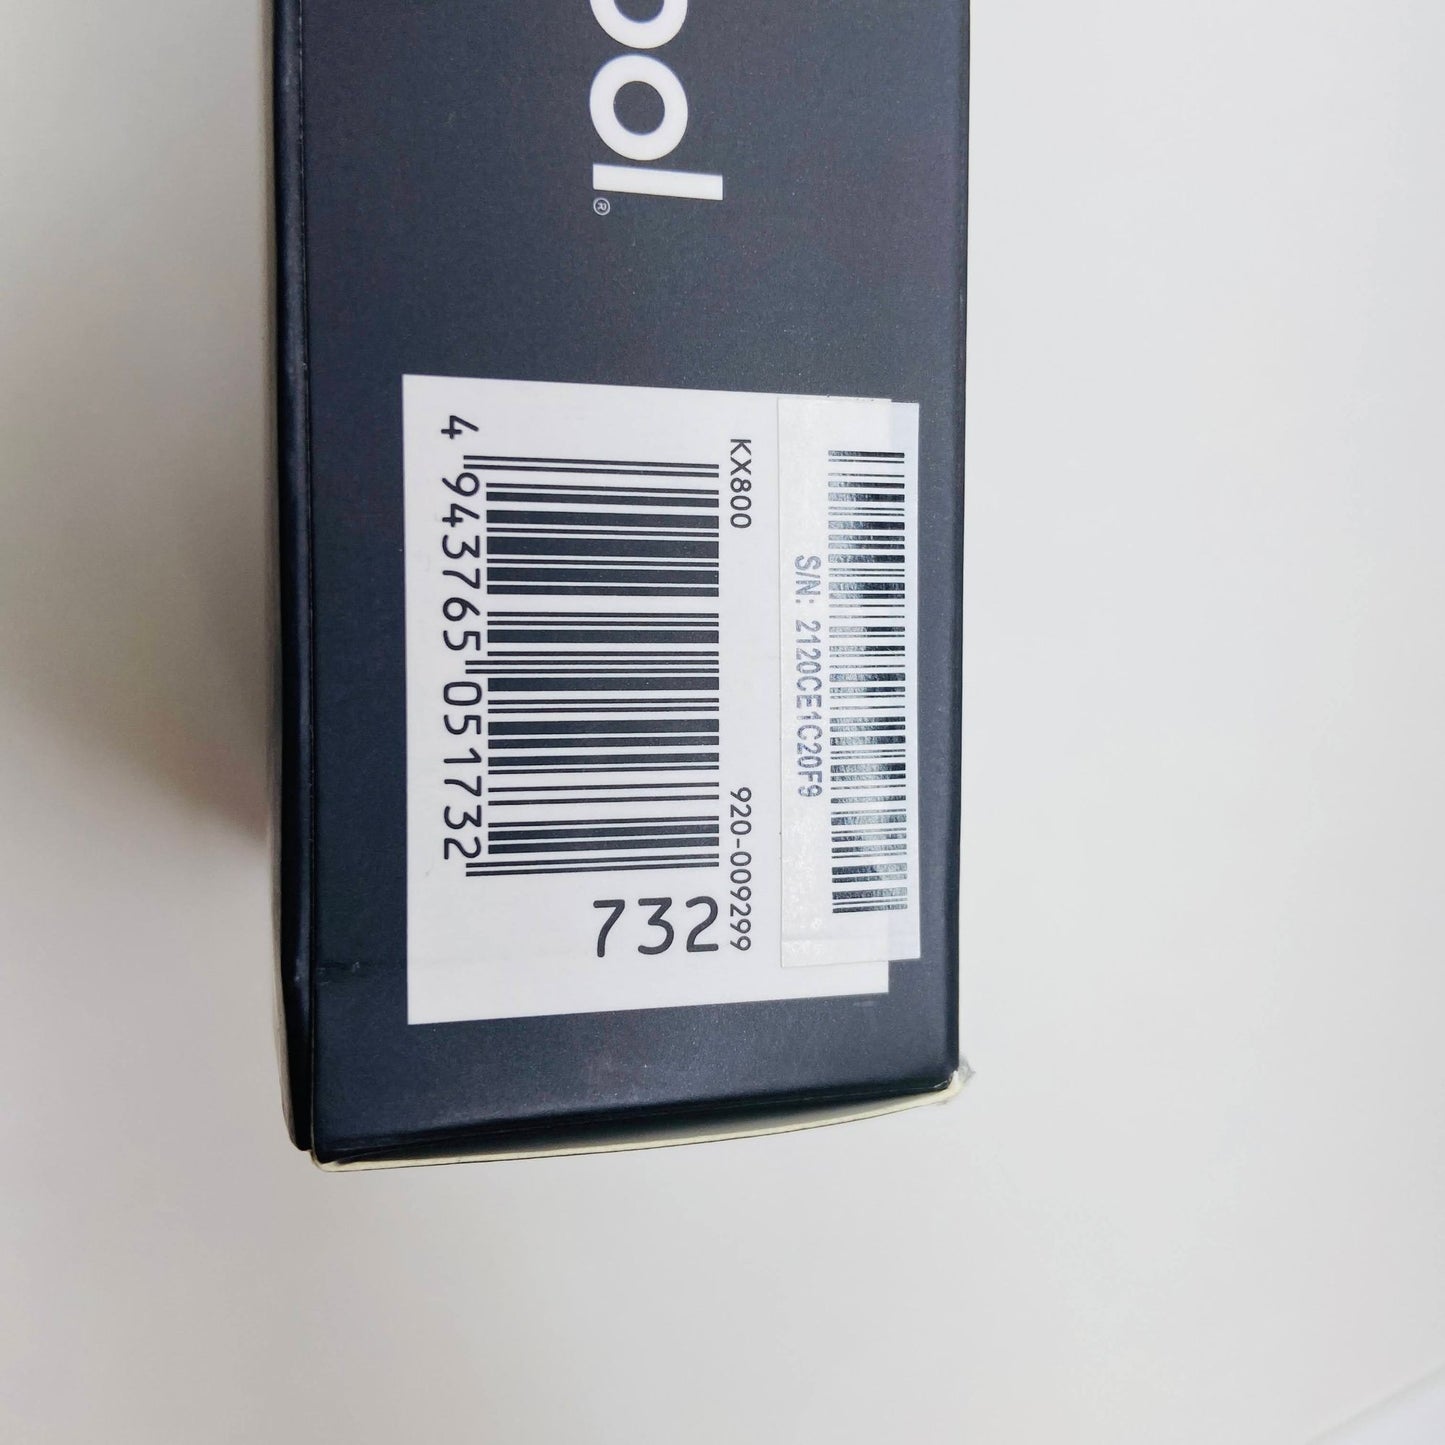 ool®
S/N: 2120CE1C20F9
KX800 920-009299
732
4 943765 051732